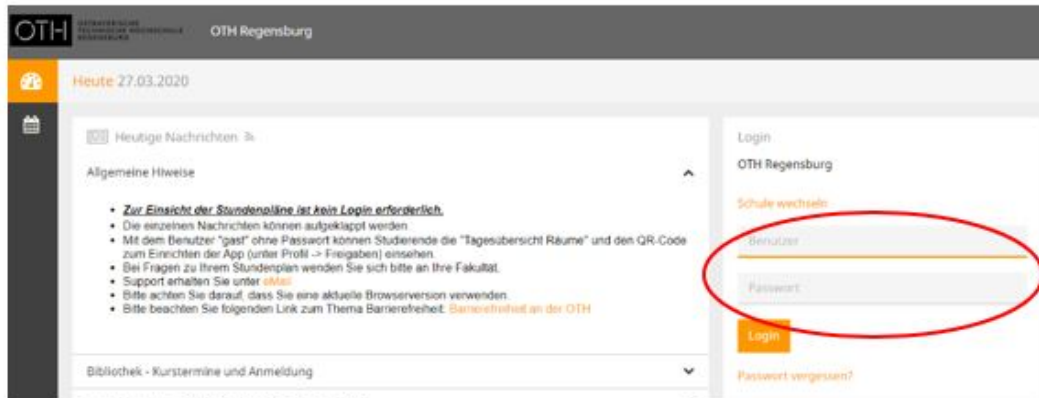 OTH OSTBAYERISCHE
TECHNISCHE HOCHSCHULE
REGENSBURG
OTH Regensburg
Heute 27.03.2020
Heutige Nachrichten
Allgemeine Hiweise
Zur Einsicht der Stundenpläne ist kein Login erforderlich.
Die einzelnen Nachrichten können aufgeklappt werden
Mit dem Benutzer "gast" ohne Passwort können Studierende die "Tagesübersicht Räume" und den QR-Code
zum Einrichten der App (unter Profil -> Freigaben) einsehen.
Bei Fragen zu Ihrem Stundenplan wenden Sie sich bitte an Ihre Fakultät.
Support erhalten Sie unter eMail
Bitte achten Sie darauf, dass Sie eine aktuelle Browserversion verwenden.
Bitte beachten Sie folgenden Link zum Thema Barrierefreiheit: Barrierefreiheit an der OTH
Bibliothek - Kurstermine und Anmeldung
Login
OTH Regensburg
Schule wechseln
Benutzer
Passwort
Login
Passwort vergessen?